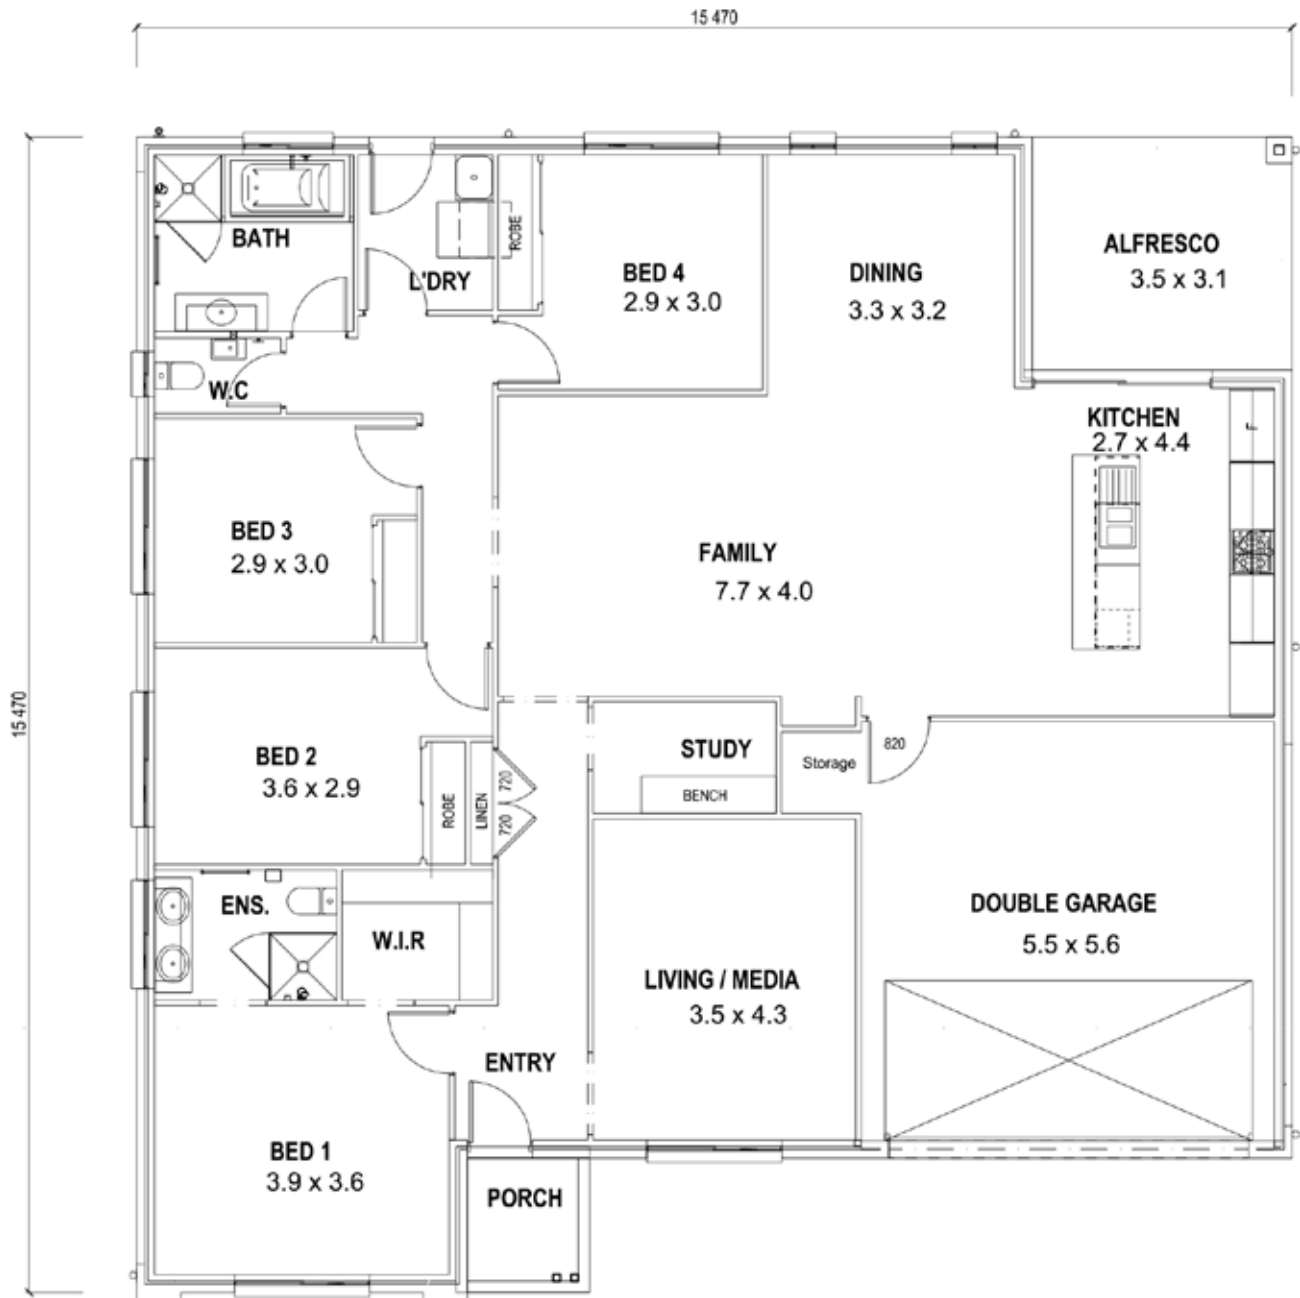 15 470
BATH
L'DRY
ROBE
BED 4
2.9 x 3.0
DINING
3.3 x 3.2
ALFRESCO
3.5 x 3.1
W.C
KITCHEN
2.7 x 4.4
F
BED 3
2.9 x 3.0
FAMILY
7.7 x 4.0
15 470
BED 2
3.6 x 2.9
ROBE
LINEN
720
720
STUDY
BENCH
Storage
820
ENS.
W.I.R
LIVING / MEDIA
3.5 x 4.3
DOUBLE GARAGE
5.5 x 5.6
ENTRY
BED 1
3.9 x 3.6
PORCH